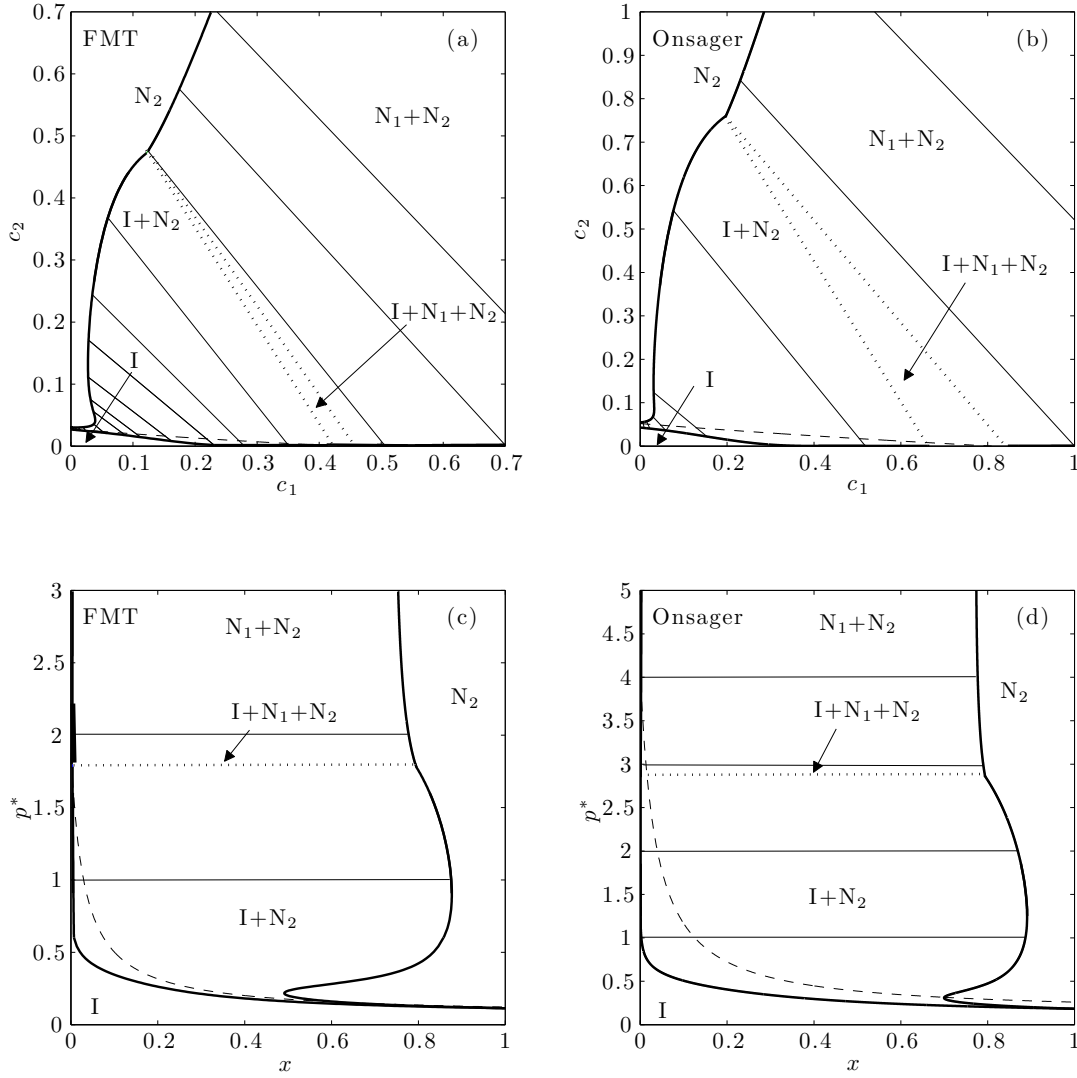 FMT
(a)
N₂
N₁+N₂
I+N₂
I+N₁+N₂
I
0
0.1
0.2
0.3
0.4
0.5
0.6
0.7
0
0.1
0.2
0.3
0.4
0.5
0.6
0.7
c₁
c₂
Onsager
(b)
N₂
N₁+N₂
I+N₂
I+N₁+N₂
I
0
0.1
0.2
0.3
0.4
0.5
0.6
0.7
0.8
0.9
1
0
0.2
0.4
0.6
0.8
1
c₁
c₂
FMT
(c)
N₁+N₂
N₂
I+N₁+N₂
I+N₂
I
0
0.5
1
1.5
2
2.5
3
0
0.2
0.4
0.6
0.8
1
x
p*
Onsager
(d)
N₁+N₂
N₂
I+N₁+N₂
I+N₂
I
0
0.5
1
1.5
2
2.5
3
3.5
4
4.5
5
0
0.2
0.4
0.6
0.8
1
x
p*